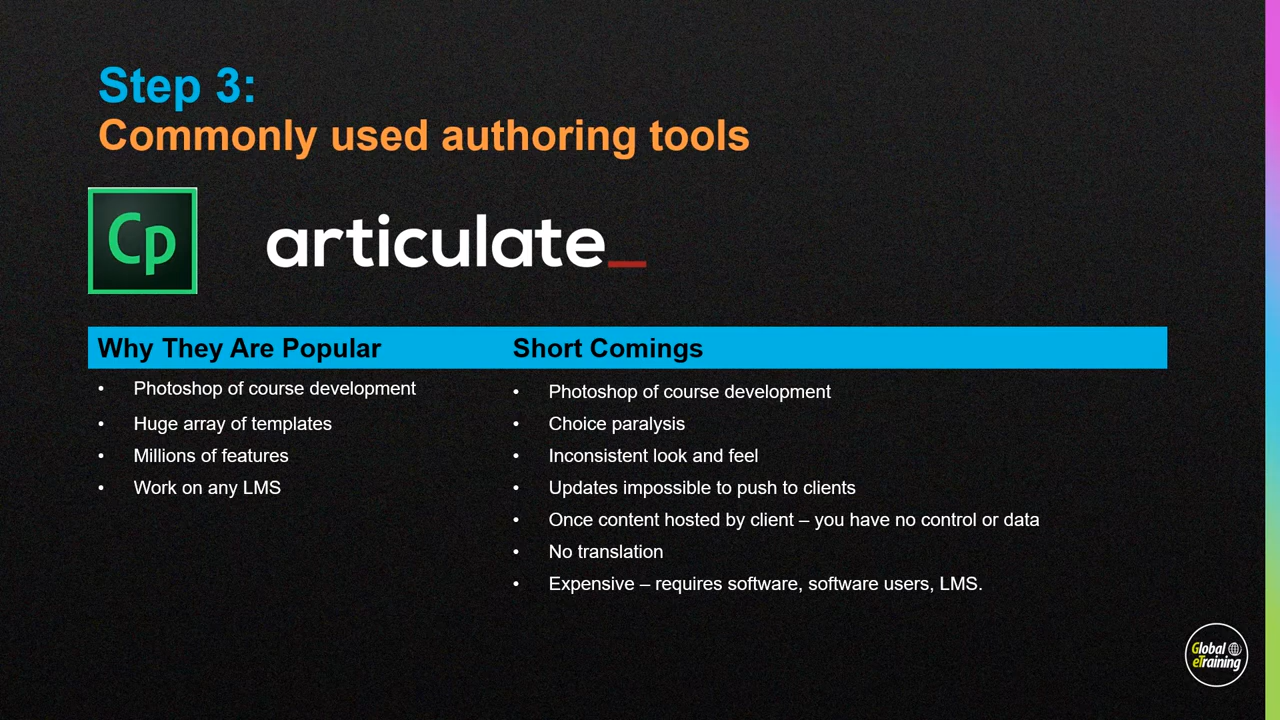 Step 3:
Commonly used authoring tools
Cp
articulate_
Why They Are Popular
• Photoshop of course development
• Huge array of templates
• Millions of features
• Work on any LMS
Short Comings
• Photoshop of course development
• Choice paralysis
• Inconsistent look and feel
• Updates impossible to push to clients
• Once content hosted by client – you have no control or data
• No translation
• Expensive – requires software, software users, LMS.
Global
eTraining